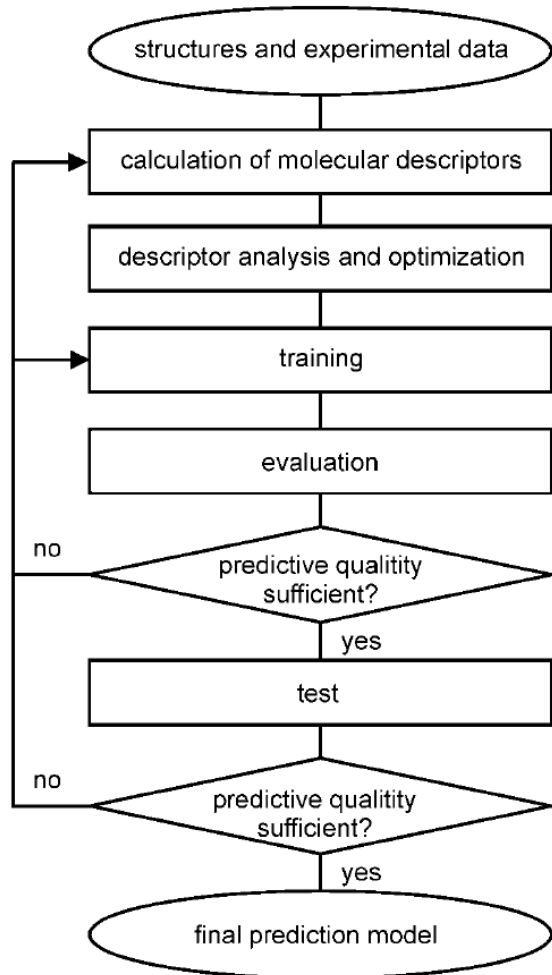 structures and experimental data
calculation of molecular descriptors
descriptor analysis and optimization
training
evaluation
no
predictive qualitity
sufficient?
yes
test
no
predictive qualitity
sufficient?
yes
final prediction model